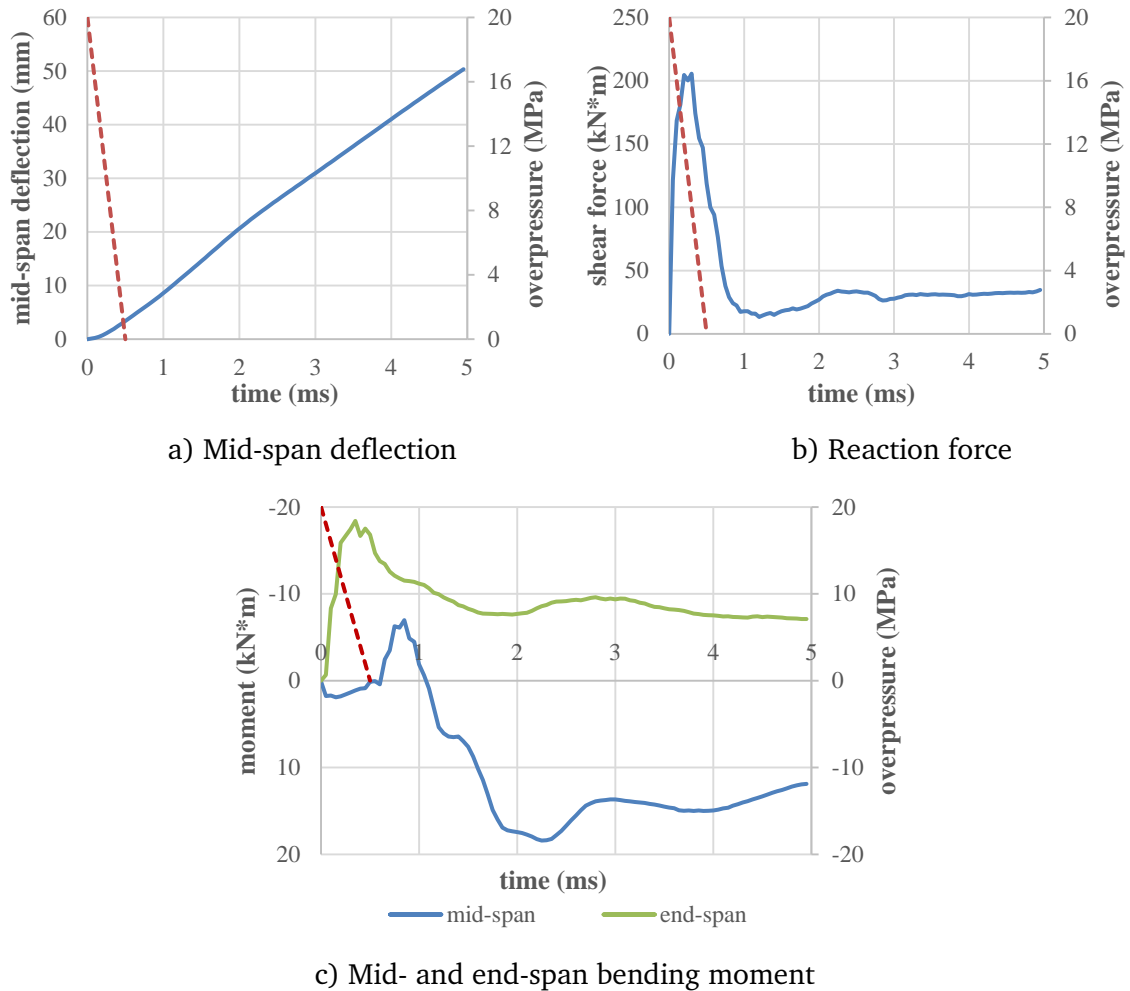 60
50
40
30
20
10
0
mid-span deflection (mm)
20
16
12
8
4
0
overpressure (MPa)
0 1 2 3 4 5
time (ms)
a) Mid-span deflection
250
200
150
100
50
0
shear force (kN*m)
20
16
12
8
4
0
overpressure (MPa)
0 1 2 3 4 5
time (ms)
b) Reaction force
-20
-10
0
10
20
moment (kN*m)
20
10
0
-10
-20
overpressure (MPa)
0 1 2 3 4 5
time (ms)
mid-span end-span
c) Mid- and end-span bending moment